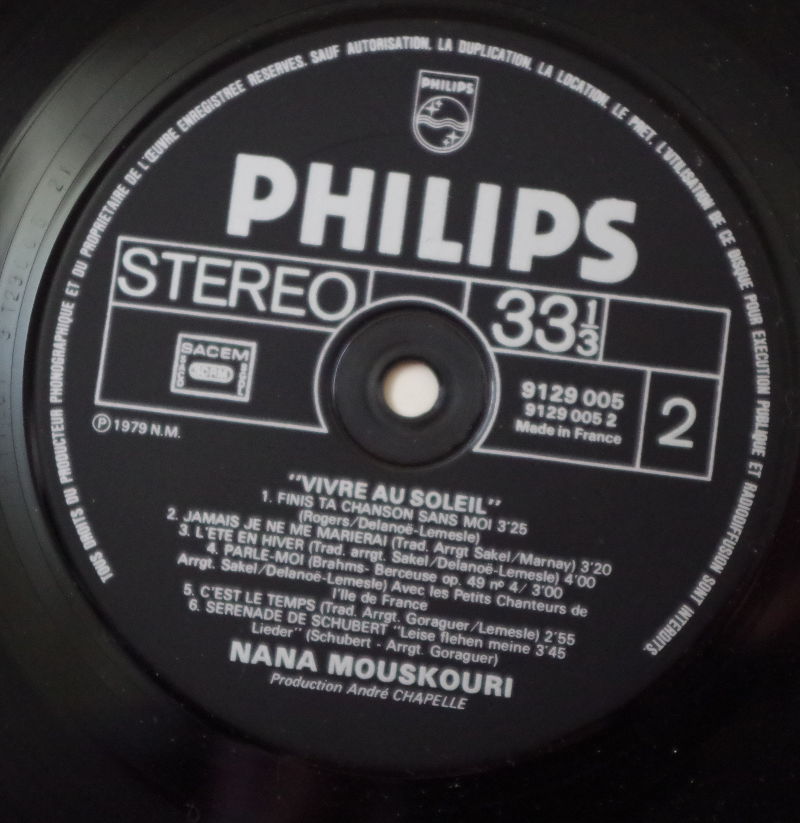 TOUS DROITS DU PRODUCTEUR PHONOGRAPHIQUE ET DU PROPRIETAIRE DE L'ŒUVRE ENREGISTREE RESERVES. SAUF AUTORISATION. LA DUPLICATION. LA LOCATION. LE PRET. L'UTILISATION DE CE DISQUE POUR EXECUTION PUBLIQUE ET RADIODIFFUSION SONT INTERDITS.
PHILIPS
PHILIPS
STEREO
33 1/3
SACEM
SACD
SDRM
SGDL
9129 005
9129 005 2
Made in France
2
Ⓟ 1979 N.M.
"VIVRE AU SOLEIL"
1. FINIS TA CHANSON SANS MOI 3'25
(Rogers/Delanoë-Lemesle)
2. JAMAIS JE NE ME MARIERAI (Trad. Arrgt Sakel/Marnay) 3'20
3. L'ETE EN HIVER (Trad. arrgt. Sakel/Delanoë-Lemesle) 4'00
4. PARLE-MOI (Brahms- Berceuse op. 49 nº 4/ 3'00
Arrgt. Sakel/Delanoë-Lemesle) Avec les Petits Chanteurs de
l'Ile de France
5. C'EST LE TEMPS (Trad. Arrgt. Goraguer/Lemesle) 2'55
6. SERENADE DE SCHUBERT "Leise flehen meine 3'45
Lieder" (Schubert - Arrgt. Goraguer)
NANA MOUSKOURI
Production André CHAPELLE